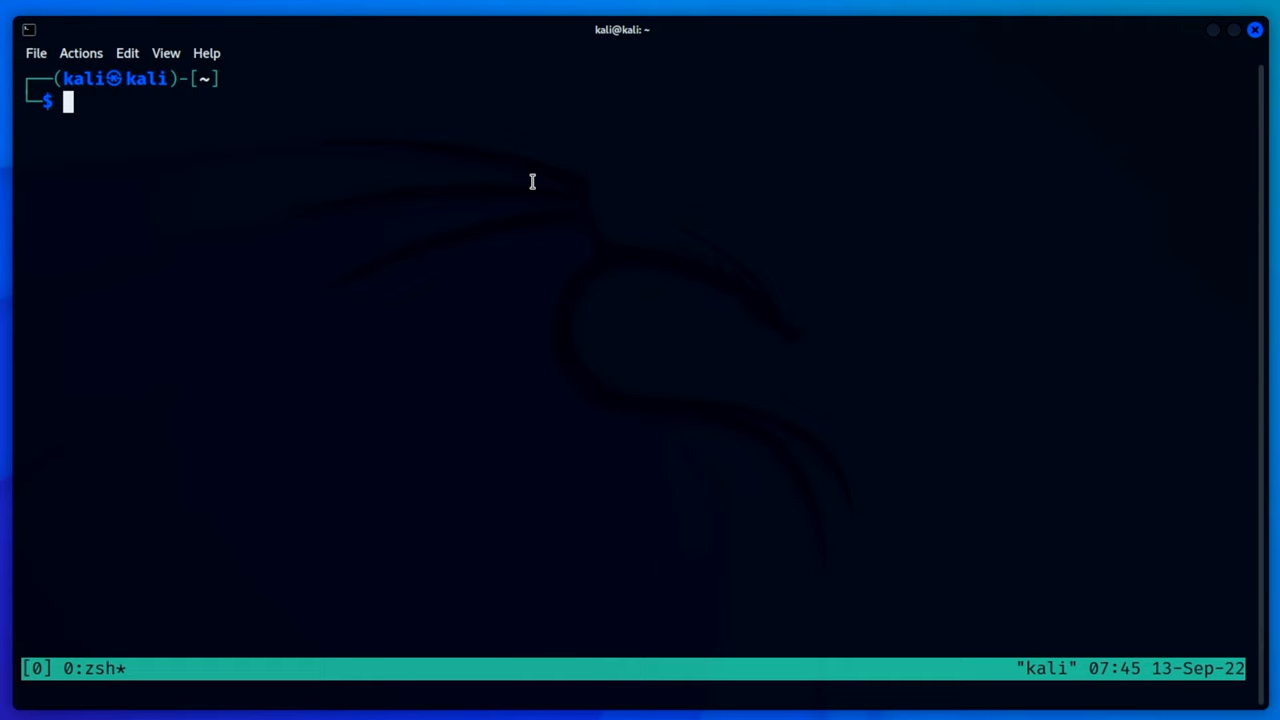 kali@kali: ~
File Actions Edit View Help
┌──(kali㉿kali)-[~]
└─$
[0] 0:zsh* "kali" 07:45 13-Sep-22